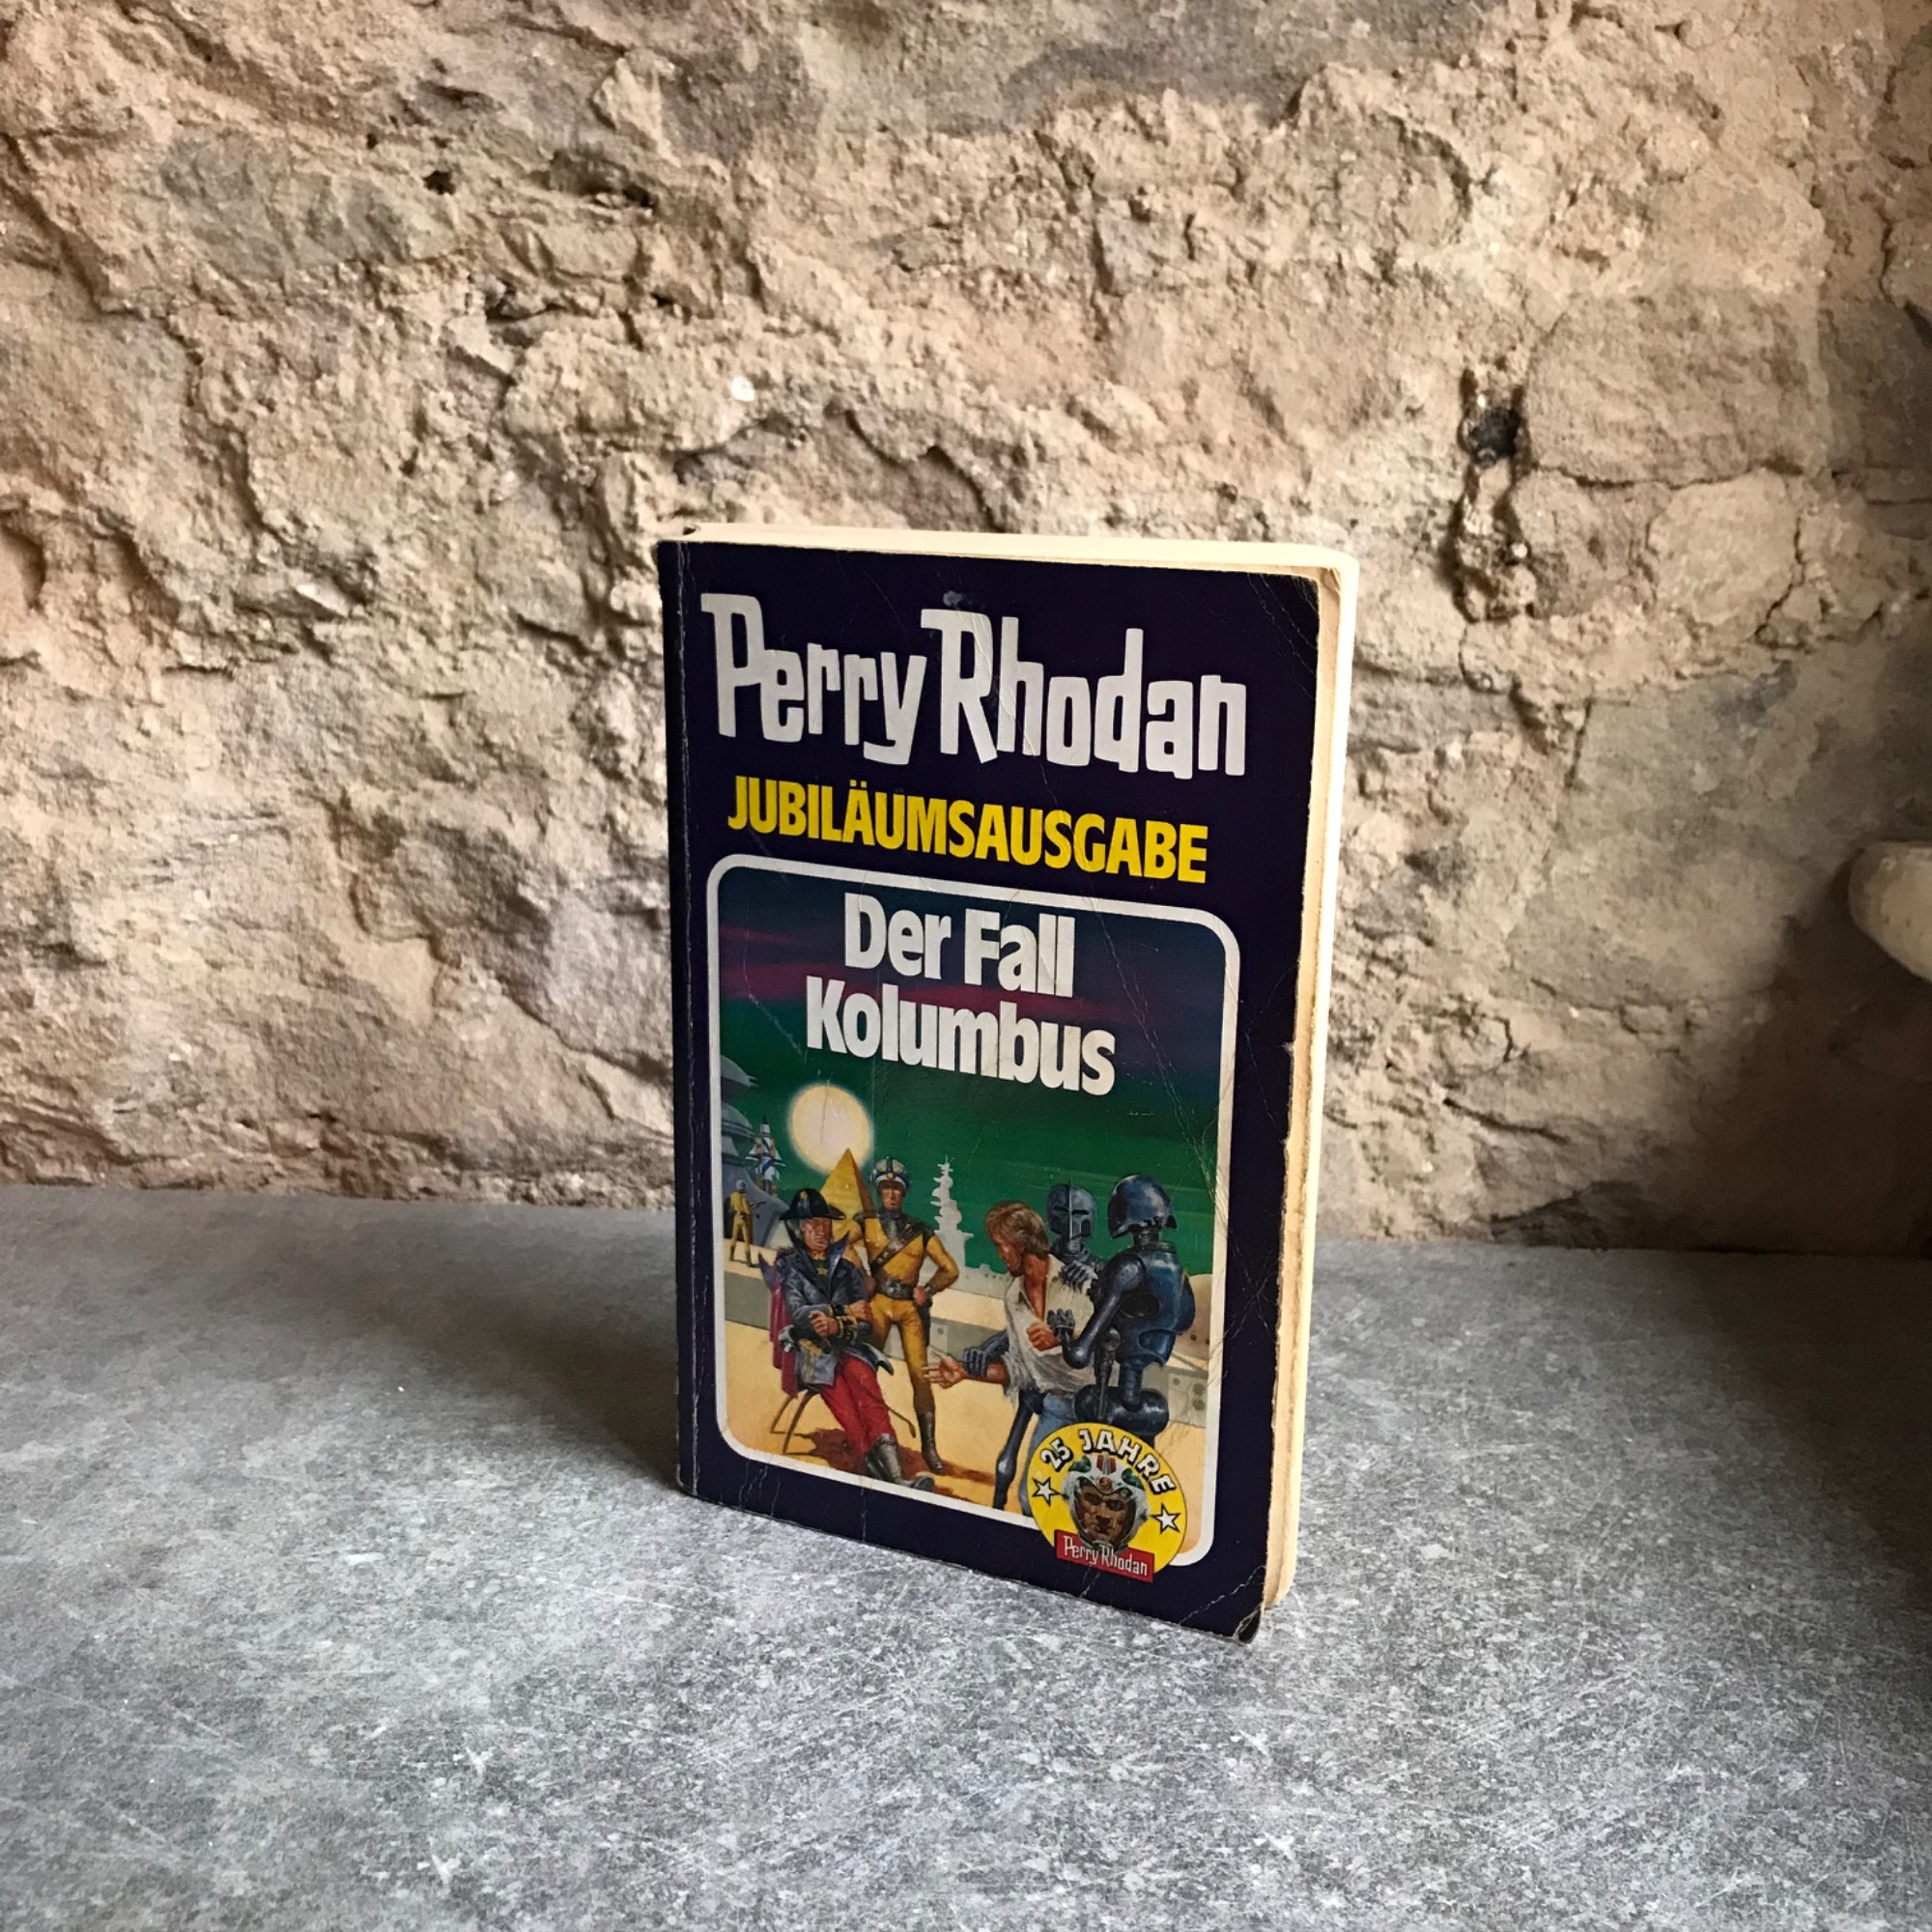 Perry Rhodan
JUBILÄUMSAUSGABE
Der Fall
Kolumbus
25 JAHRE
Perry Rhodan